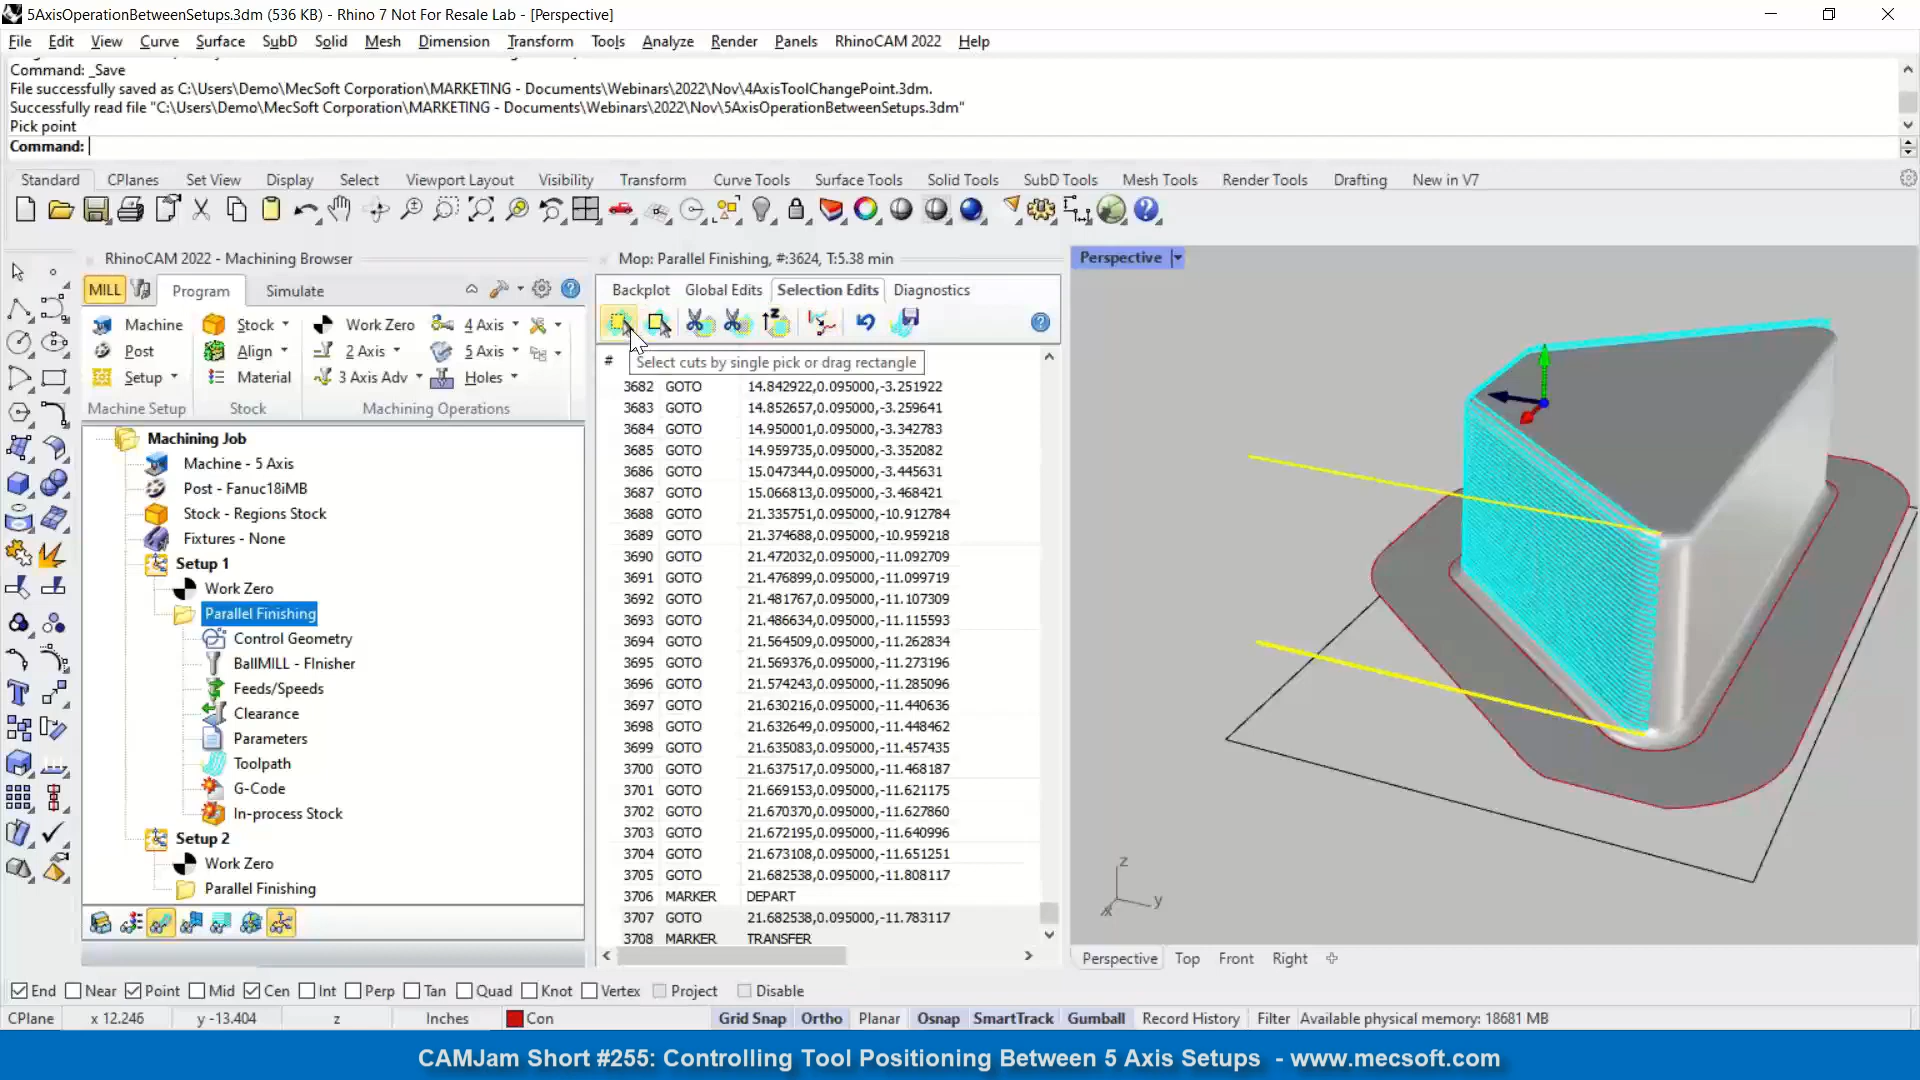 5AxisOperationBetweenSetups.3dm (536 KB) - Rhino 7 Not For Resale Lab - [Perspective]
File Edit View Curve Surface SubD Solid Mesh Dimension Transform Tools Analyze Render Panels RhinoCAM 2022 Help
Command: _Save
File successfully saved as C:\Users\Demo\MecSoft Corporation\MARKETING - Documents\Webinars\2022\Nov\4AxisToolChangePoint.3dm.
Successfully read file "C:\Users\Demo\MecSoft Corporation\MARKETING - Documents\Webinars\2022\Nov\5AxisOperationBetweenSetups.3dm"
Pick point
Command:
Standard CPlanes Set View Display Select Viewport Layout Visibility Transform Curve Tools Surface Tools Solid Tools SubD Tools Mesh Tools Render Tools Drafting New in V7
RhinoCAM 2022 - Machining Browser
MILL Program Simulate
Machine Stock Work Zero 4 Axis
Post Align 2 Axis 5 Axis
Setup Material 3 Axis Adv Holes
Machine Setup Stock Machining Operations
Machining Job
Machine - 5 Axis
Post - Fanuc18iMB
Stock - Regions Stock
Fixtures - None
Setup 1
Work Zero
Parallel Finishing
Control Geometry
BallMILL - FInisher
Feeds/Speeds
Clearance
Parameters
Toolpath
G-Code
In-process Stock
Setup 2
Work Zero
Parallel Finishing
Mop: Parallel Finishing, #:3624, T:5.38 min
Backplot Global Edits Selection Edits Diagnostics
#
Select cuts by single pick or drag rectangle
3682 GOTO 14.842922,0.095000,-3.251922
3683 GOTO 14.852657,0.095000,-3.259641
3684 GOTO 14.950001,0.095000,-3.342783
3685 GOTO 14.959735,0.095000,-3.352082
3686 GOTO 15.047344,0.095000,-3.445631
3687 GOTO 15.066813,0.095000,-3.468421
3688 GOTO 21.335751,0.095000,-10.912784
3689 GOTO 21.374688,0.095000,-10.959218
3690 GOTO 21.472032,0.095000,-11.092709
3691 GOTO 21.476899,0.095000,-11.099719
3692 GOTO 21.481767,0.095000,-11.107309
3693 GOTO 21.486634,0.095000,-11.115593
3694 GOTO 21.564509,0.095000,-11.262834
3695 GOTO 21.569376,0.095000,-11.273196
3696 GOTO 21.574243,0.095000,-11.285096
3697 GOTO 21.630216,0.095000,-11.440636
3698 GOTO 21.632649,0.095000,-11.448462
3699 GOTO 21.635083,0.095000,-11.457435
3700 GOTO 21.637517,0.095000,-11.468187
3701 GOTO 21.669153,0.095000,-11.621175
3702 GOTO 21.670370,0.095000,-11.627860
3703 GOTO 21.672195,0.095000,-11.640996
3704 GOTO 21.673108,0.095000,-11.651251
3705 GOTO 21.682538,0.095000,-11.808117
3706 MARKER DEPART
3707 GOTO 21.682538,0.095000,-11.783117
3708 MARKER TRANSFER
Perspective
z
y
x
Perspective Top Front Right
End Near Point Mid Cen Int Perp Tan Quad Knot Vertex Project Disable
CPlane x 12.246 y -13.404 z Inches Con Grid Snap Ortho Planar Osnap SmartTrack Gumball Record History Filter Available physical memory: 18681 MB
CAMJam Short #255: Controlling Tool Positioning Between 5 Axis Setups - www.mecsoft.com